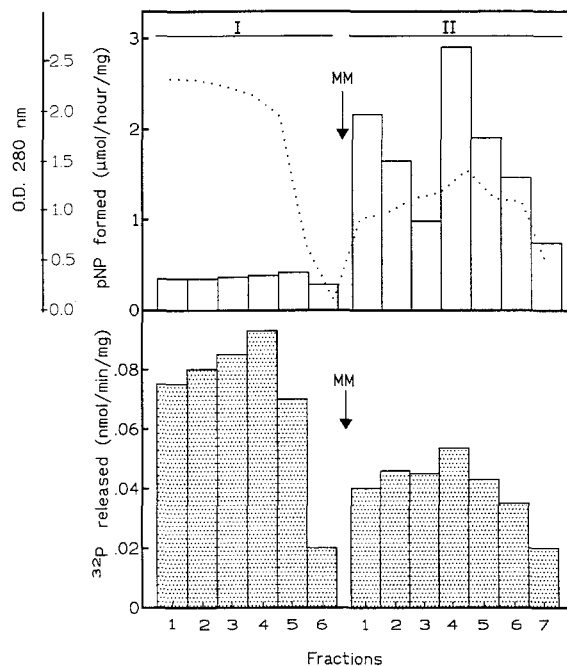 I II
O.D. 280 nm
2.5
2.0
1.5
1.0
0.5
0.0
pNP formed (µmol/hour/mg)
3
2
1
0
MM
³²P released (nmol/min/mg)
.08
.06
.04
.02
0
MM
1 2 3 4 5 6 1 2 3 4 5 6 7
Fractions